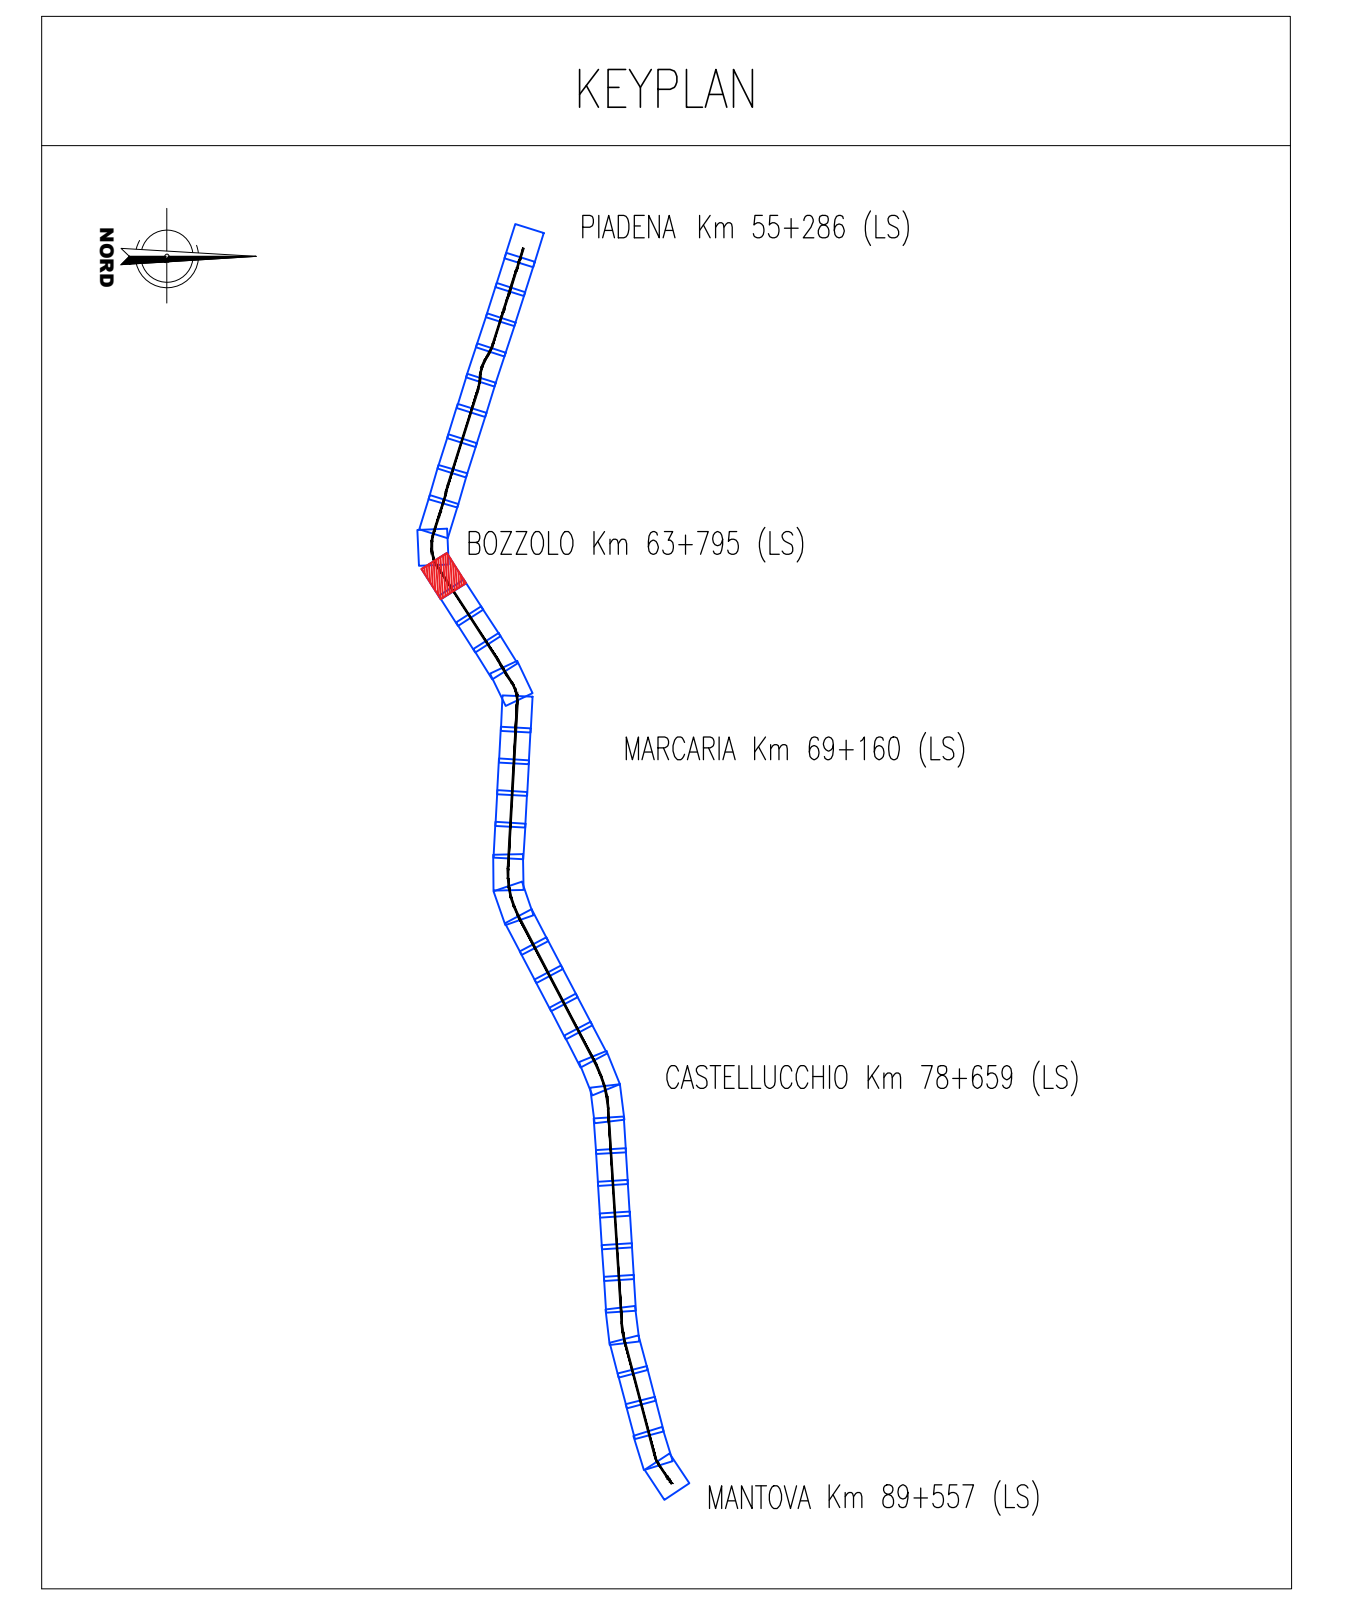 KEYPLAN
NORD
PIADENA Km 55+286 (LS)
BOZZOLO Km 63+795 (LS)
MARCARIA Km 69+160 (LS)
CASTELLUCCHIO Km 78+659 (LS)
MANTOVA Km 89+557 (LS)